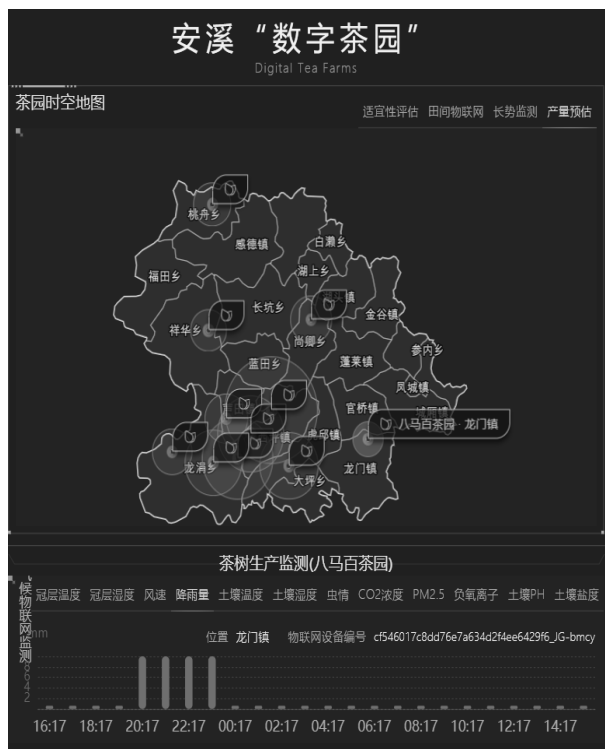 安溪“数字茶园”
Digital Tea Farms
茶园时空地图
适宜性评估 田间物联网 长势监测 产量预估
桃舟乡
感德镇
白濑乡
福田乡
湖上乡
长坑乡
金谷镇
祥华乡
尚卿乡
参内乡
蓝田乡
蓬莱镇
凤城镇
官桥镇
八马百茶园·龙门镇
龙涓乡
龙门镇
大坪乡
茶树生产监测(八马百茶园)
候物联网监测
冠层温度 冠层湿度 风速 降雨量 土壤温度 土壤湿度 虫情 CO2浓度 PM2.5 负氧离子 土壤PH 土壤盐度
位置 龙门镇 物联网设备编号 cf546017c8dd76e7a634d2f4ee6429f6_JG-bmcy
mm
8
6
4
2
16:17 18:17 20:17 22:17 00:17 02:17 04:17 06:17 08:17 10:17 12:17 14:17